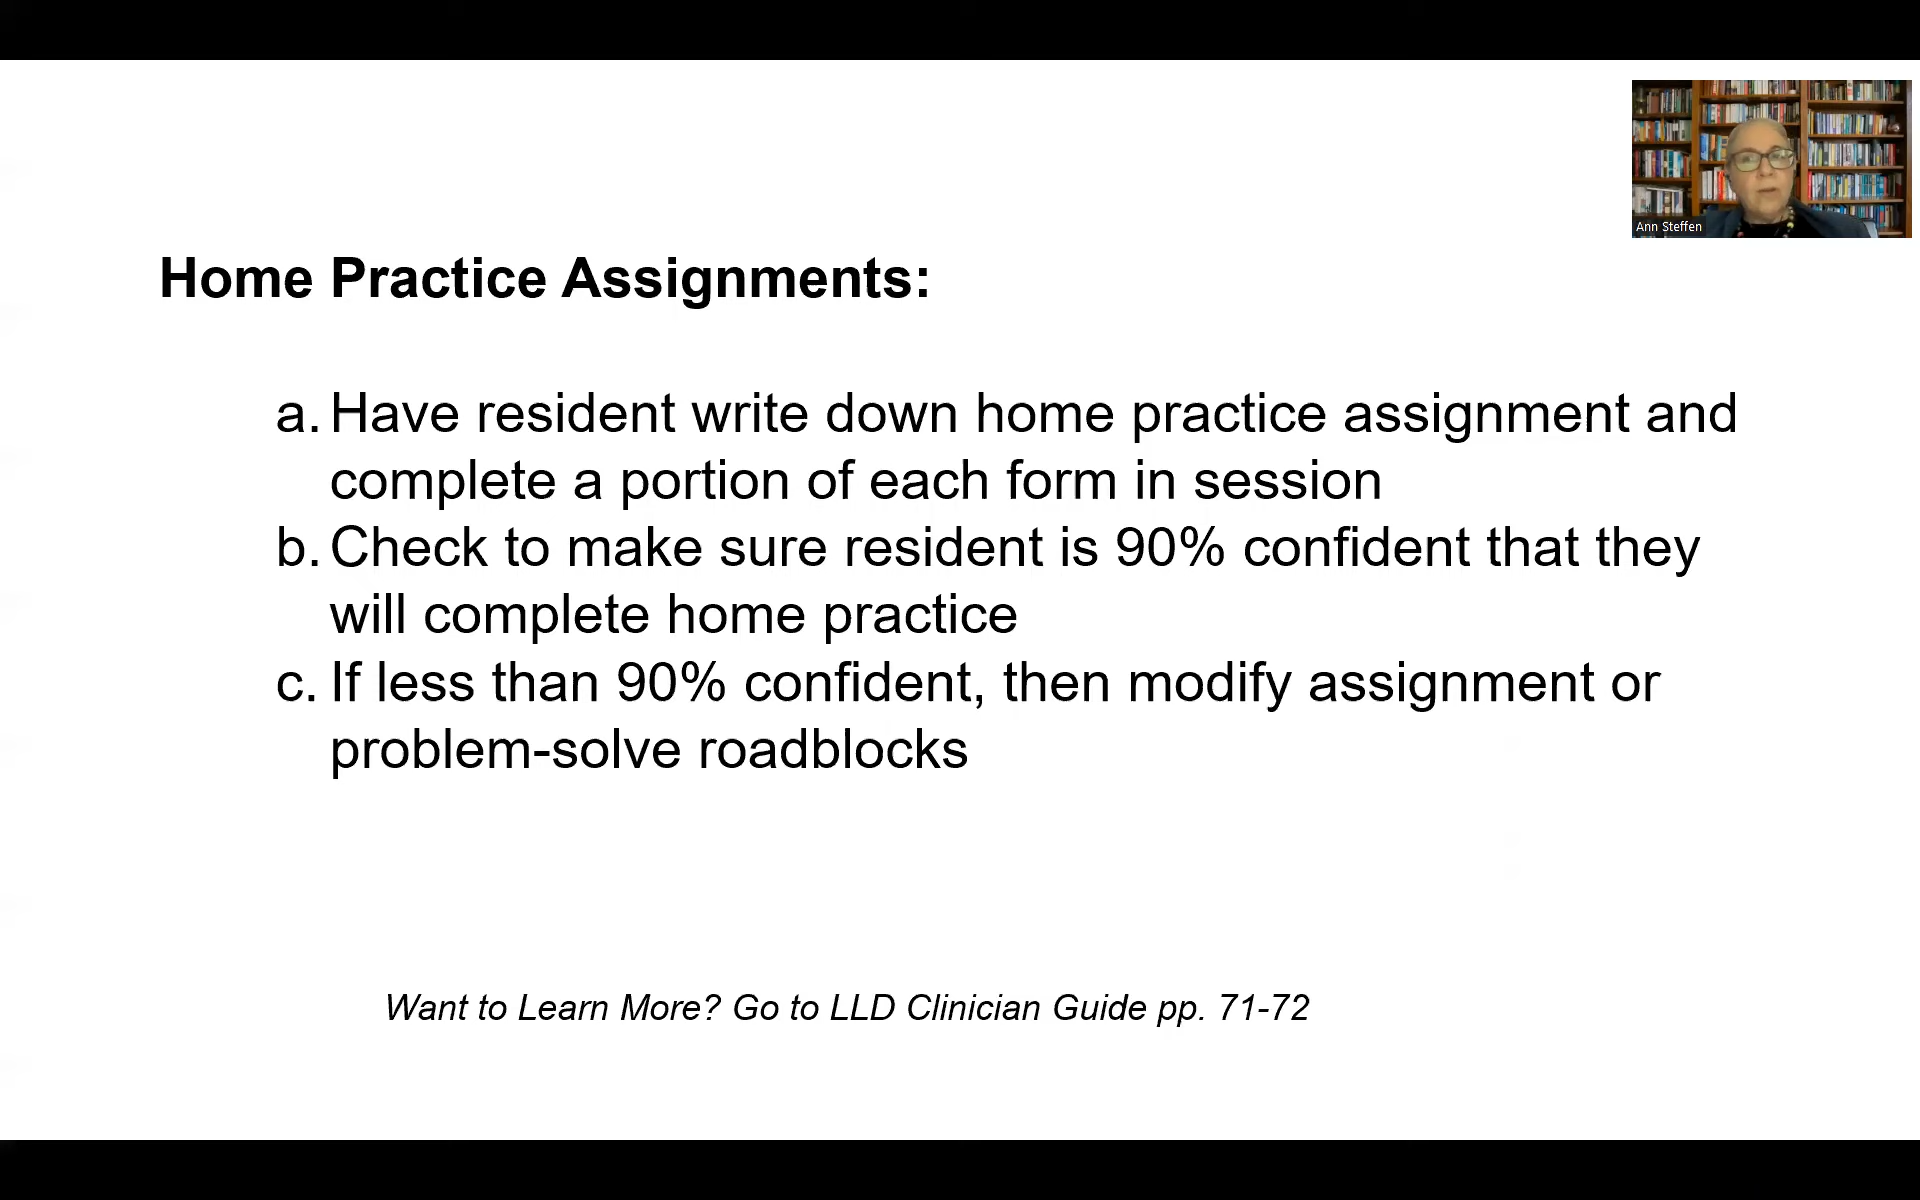 Ann Steffen
Home Practice Assignments:
a. Have resident write down home practice assignment and
complete a portion of each form in session
b. Check to make sure resident is 90% confident that they
will complete home practice
c. If less than 90% confident, then modify assignment or
problem-solve roadblocks
Want to Learn More? Go to LLD Clinician Guide pp. 71-72